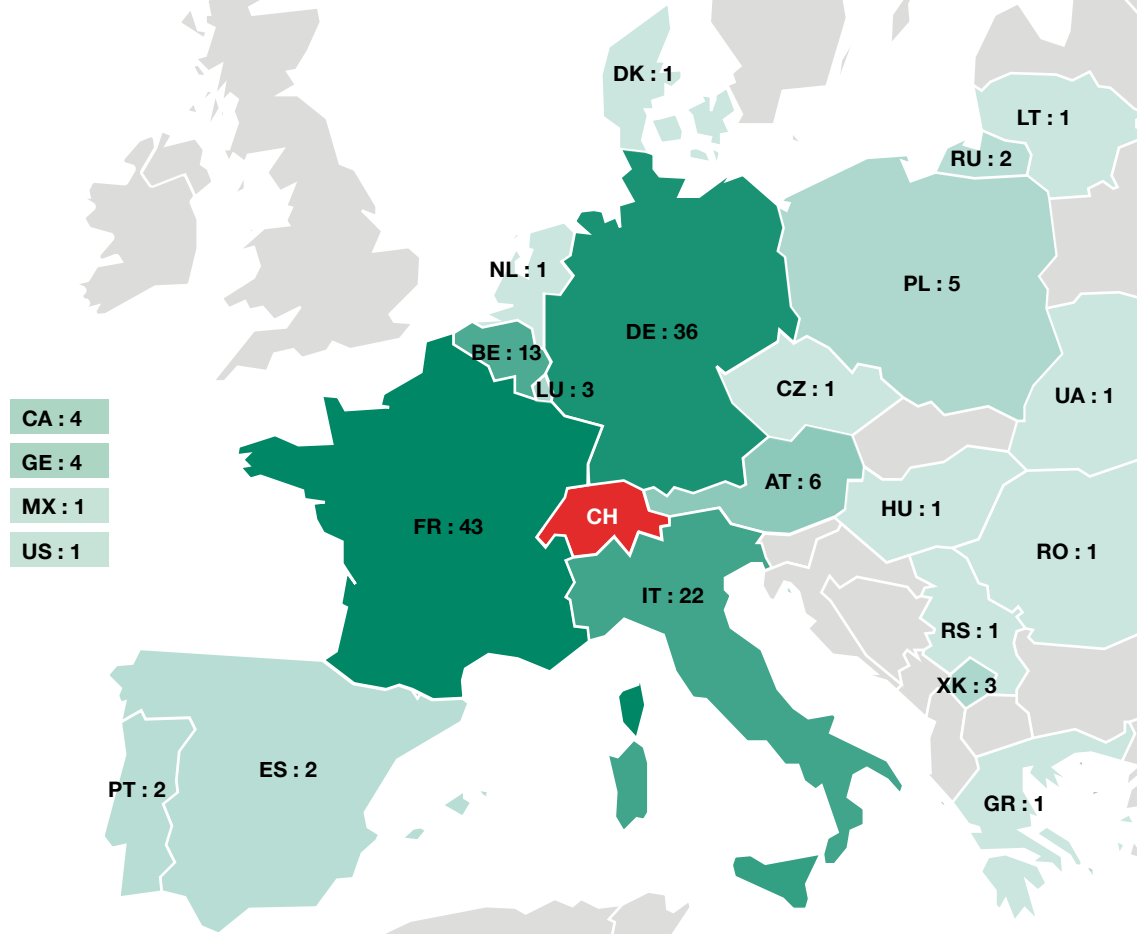 DK : 1
LT : 1
RU : 2
NL : 1
PL : 5
DE : 36
BE : 13
LU : 3
CZ : 1
UA : 1
CA : 4
GE : 4
MX : 1
US : 1
AT : 6
HU : 1
CH
FR : 43
RO : 1
IT : 22
RS : 1
XK : 3
ES : 2
PT : 2
GR : 1